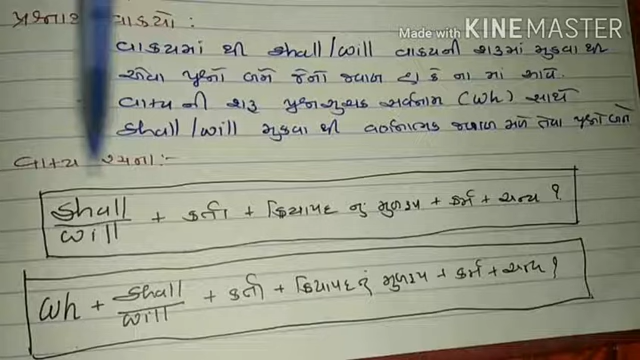 Made with KINEMASTER
પ્રશ્નાર્થ વાક્યો :
વાક્યમાં થી shall/will વાક્યની શરૂમાં મુકવા થી
એવા પ્રશ્નો બને જેનો જવાબ હા કે ના માં આવે.
વાક્ય ની શરૂ પ્રશ્નસુચક સર્વનામ (wh) સાથે
shall/will મુકવા થી વર્ણનાત્મક જવાબ મળે તેવા પ્રશ્નો બને
વાક્ય રચના:-
shall/will + કર્તા + ક્રિયાપદ નું મુળરૂપ + કર્મ + અન્ય ?
wh + shall/will + કર્તા + ક્રિયાપદનું મુળરૂપ + કર્મ + અન્ય ?